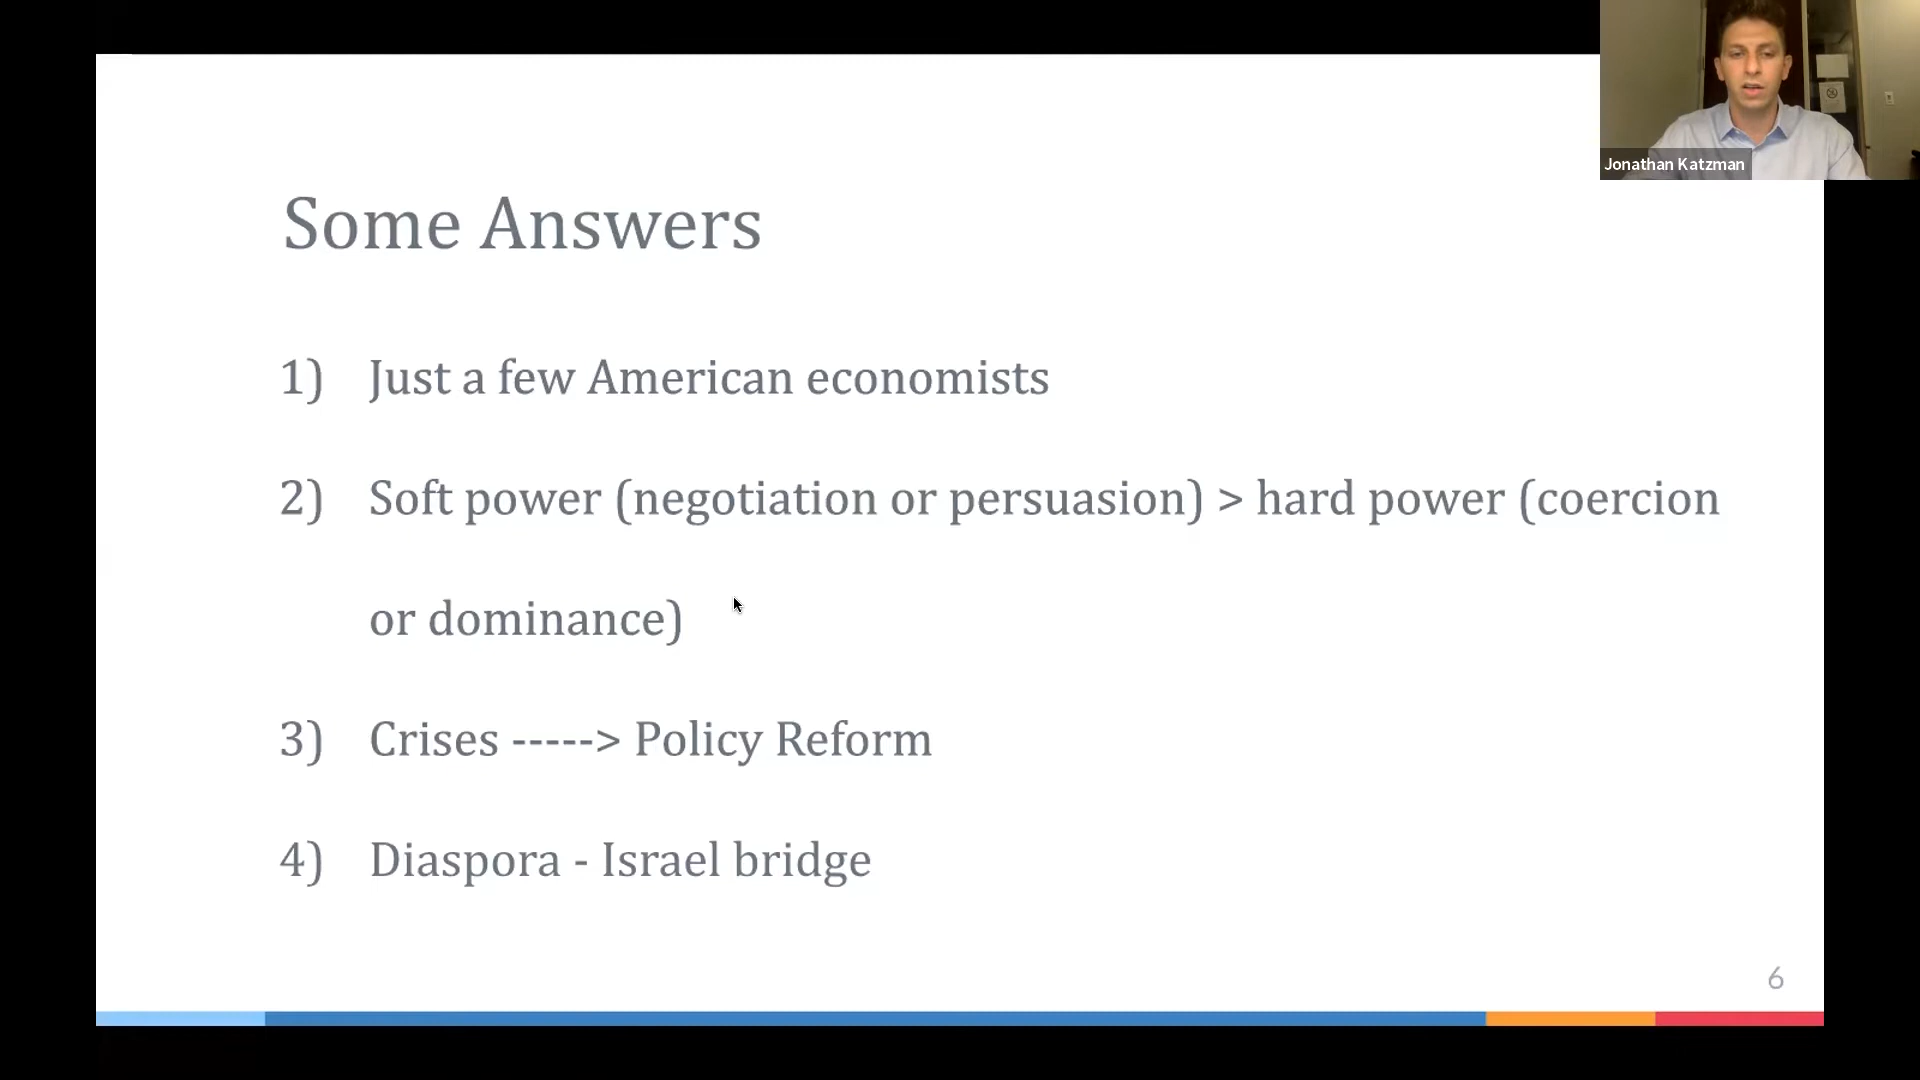 Jonathan Katzman
Some Answers
1) Just a few American economists
2) Soft power (negotiation or persuasion) > hard power (coercion
or dominance)
3) Crises -----> Policy Reform
4) Diaspora - Israel bridge
6